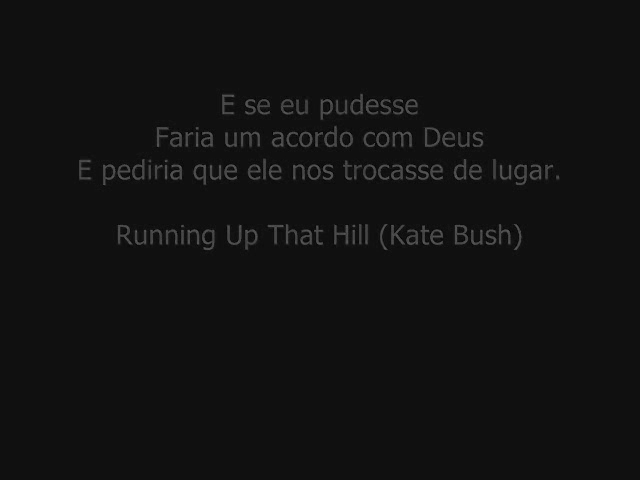 E se eu pudesse
Faria um acordo com Deus
E pediria que ele nos trocasse de lugar.
Running Up That Hill (Kate Bush)